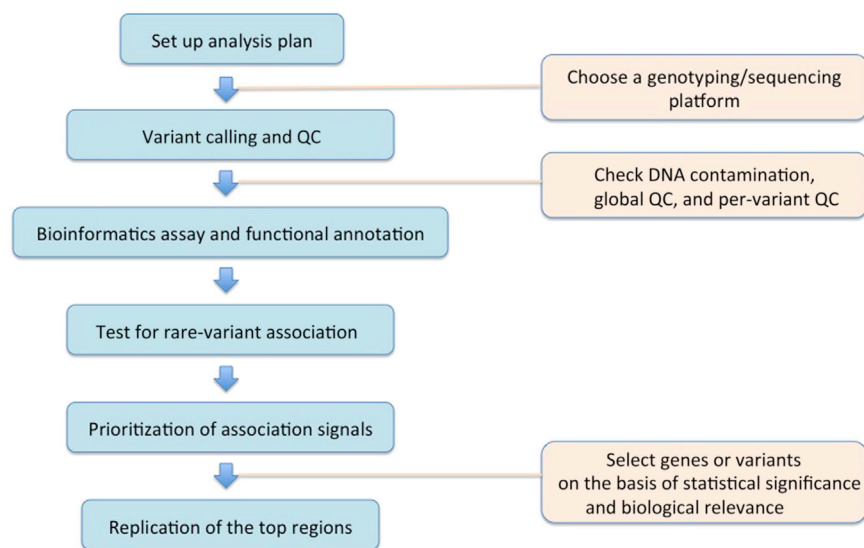 Set up analysis plan
Choose a genotyping/sequencing
platform
Variant calling and QC
Check DNA contamination,
global QC, and per-variant QC
Bioinformatics assay and functional annotation
Test for rare-variant association
Prioritization of association signals
Select genes or variants
on the basis of statistical significance
and biological relevance
Replication of the top regions